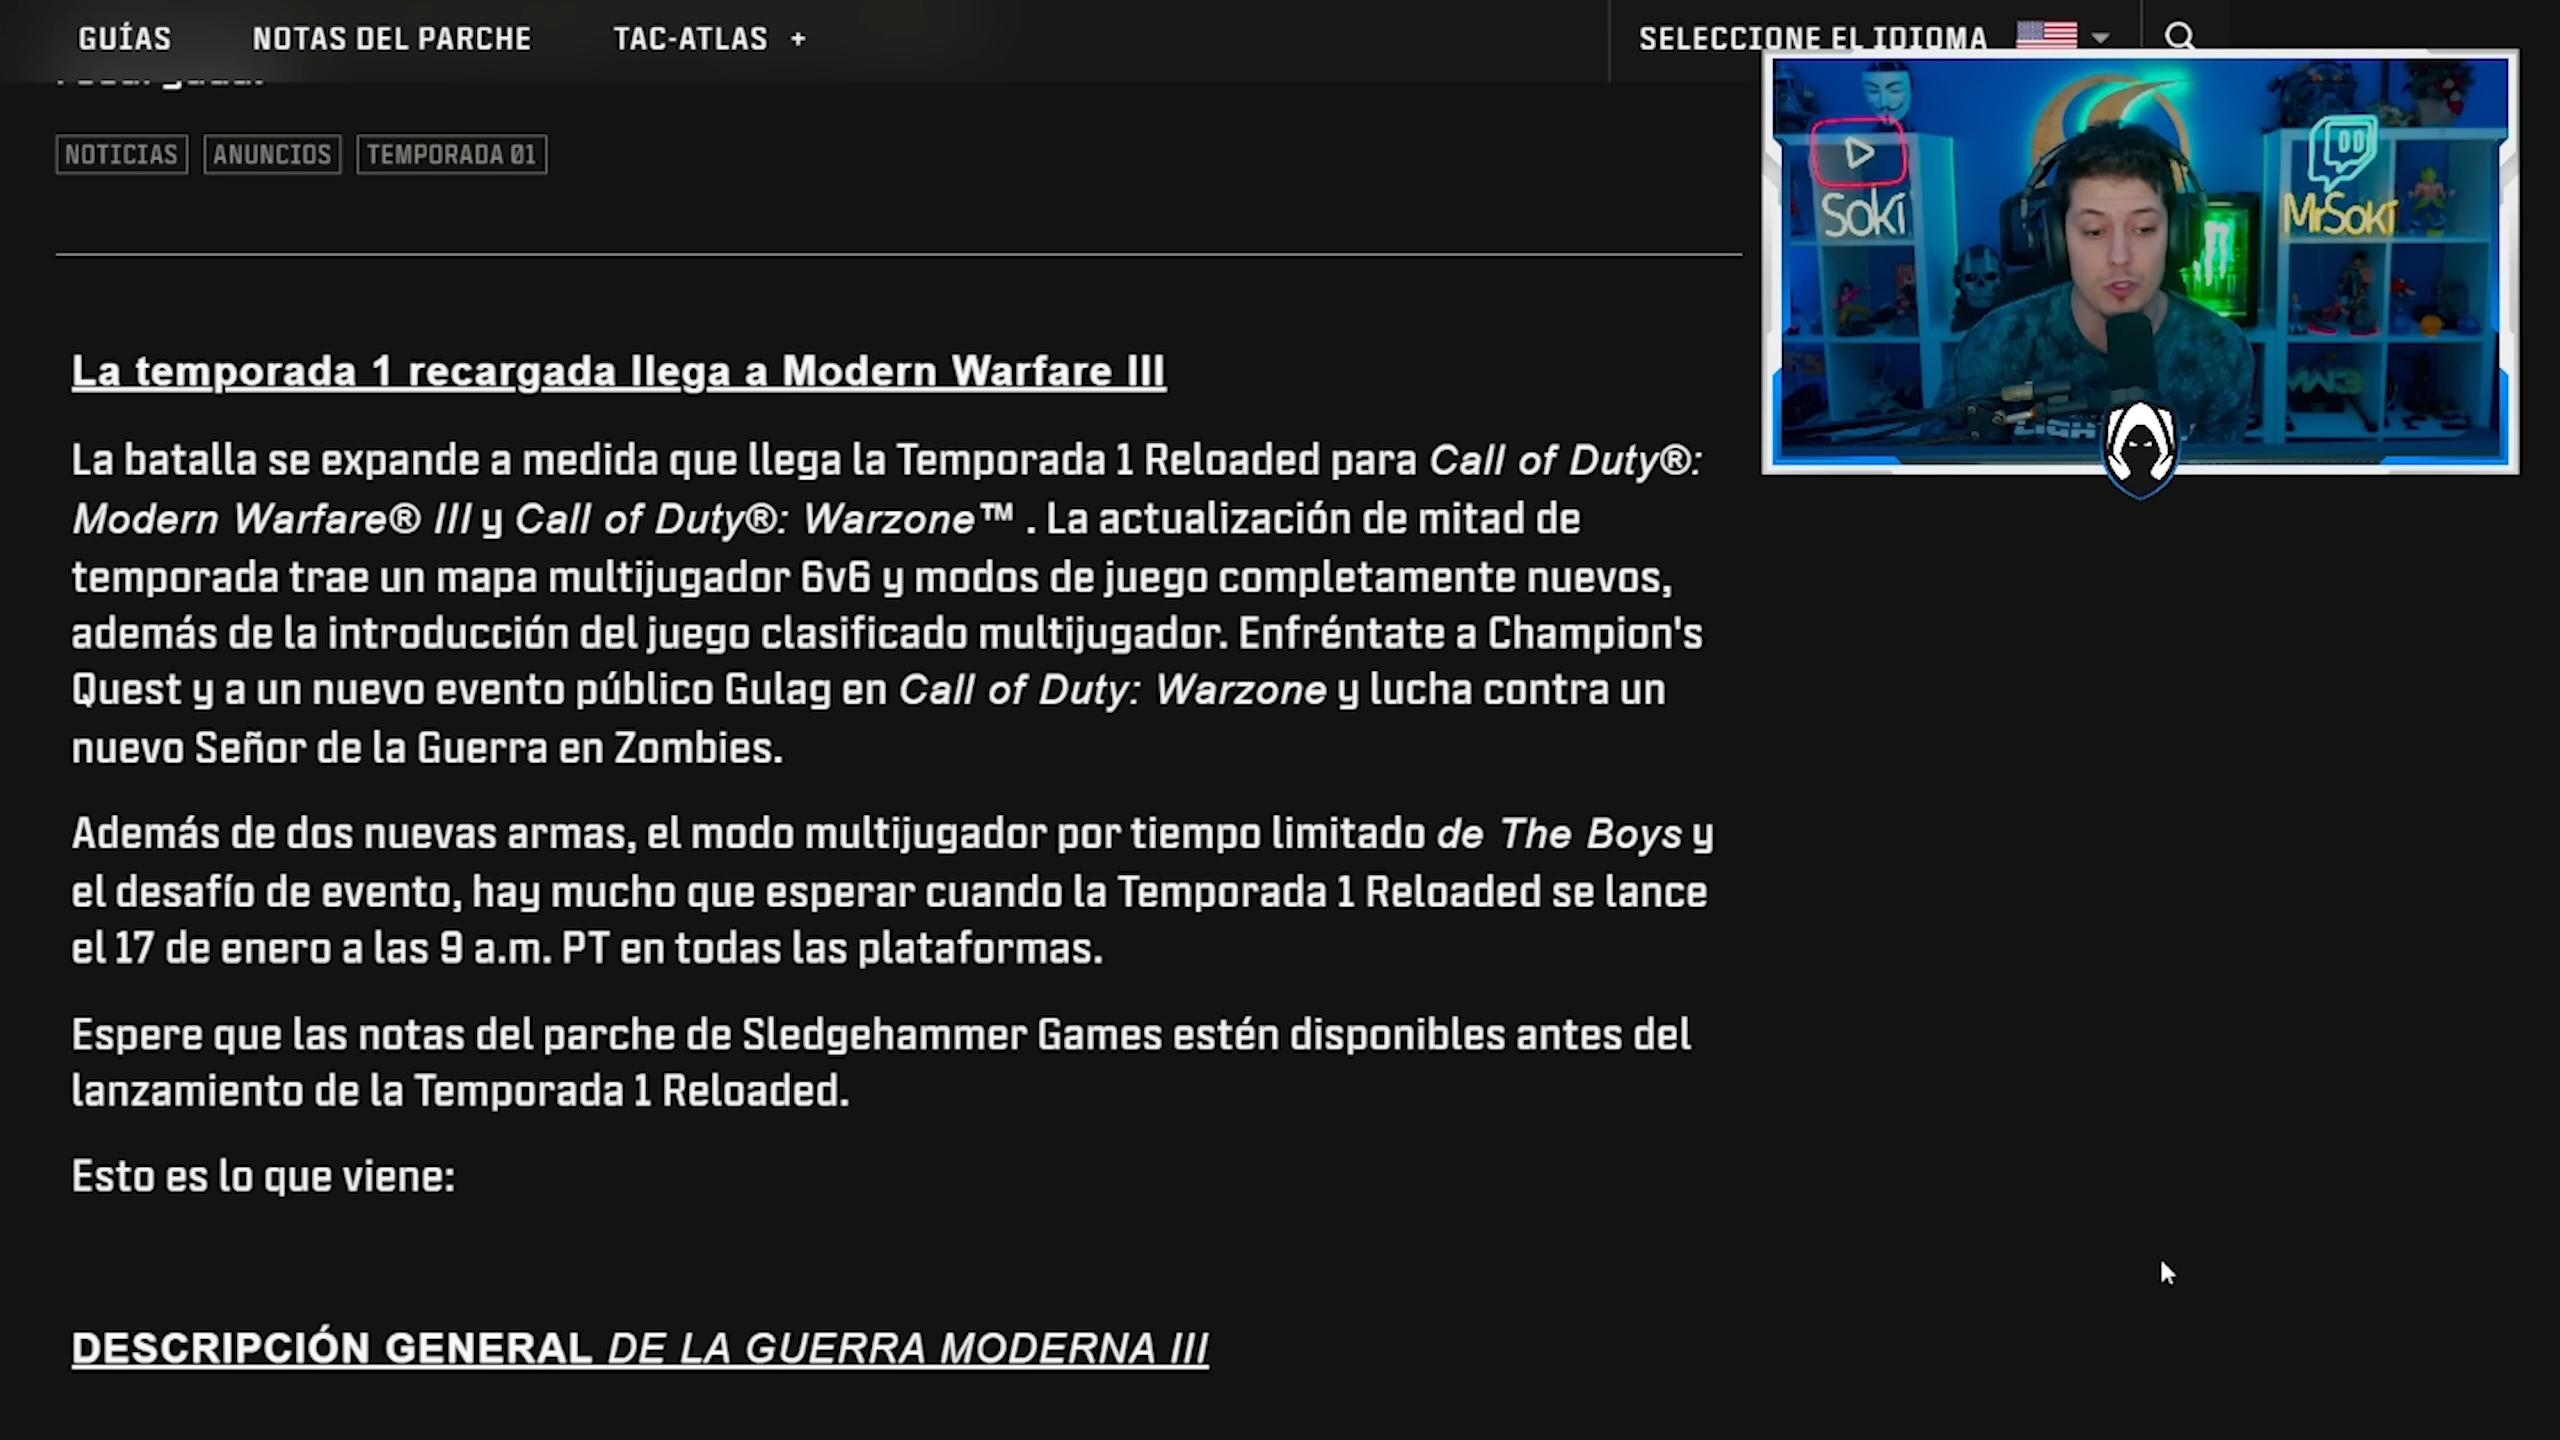 GUÍAS NOTAS DEL PARCHE TAC-ATLAS + SELECCIONE EL IDIOMA
NOTICIAS ANUNCIOS TEMPORADA 01
Soki
MrSoki
La temporada 1 recargada llega a Modern Warfare III
La batalla se expande a medida que llega la Temporada 1 Reloaded para Call of Duty®:
Modern Warfare® III y Call of Duty®: Warzone™ . La actualización de mitad de
temporada trae un mapa multijugador 6v6 y modos de juego completamente nuevos,
además de la introducción del juego clasificado multijugador. Enfréntate a Champion's
Quest y a un nuevo evento público Gulag en Call of Duty: Warzone y lucha contra un
nuevo Señor de la Guerra en Zombies.
Además de dos nuevas armas, el modo multijugador por tiempo limitado de The Boys y
el desafío de evento, hay mucho que esperar cuando la Temporada 1 Reloaded se lance
el 17 de enero a las 9 a.m. PT en todas las plataformas.
Espere que las notas del parche de Sledgehammer Games estén disponibles antes del
lanzamiento de la Temporada 1 Reloaded.
Esto es lo que viene:
DESCRIPCIÓN GENERAL DE LA GUERRA MODERNA III